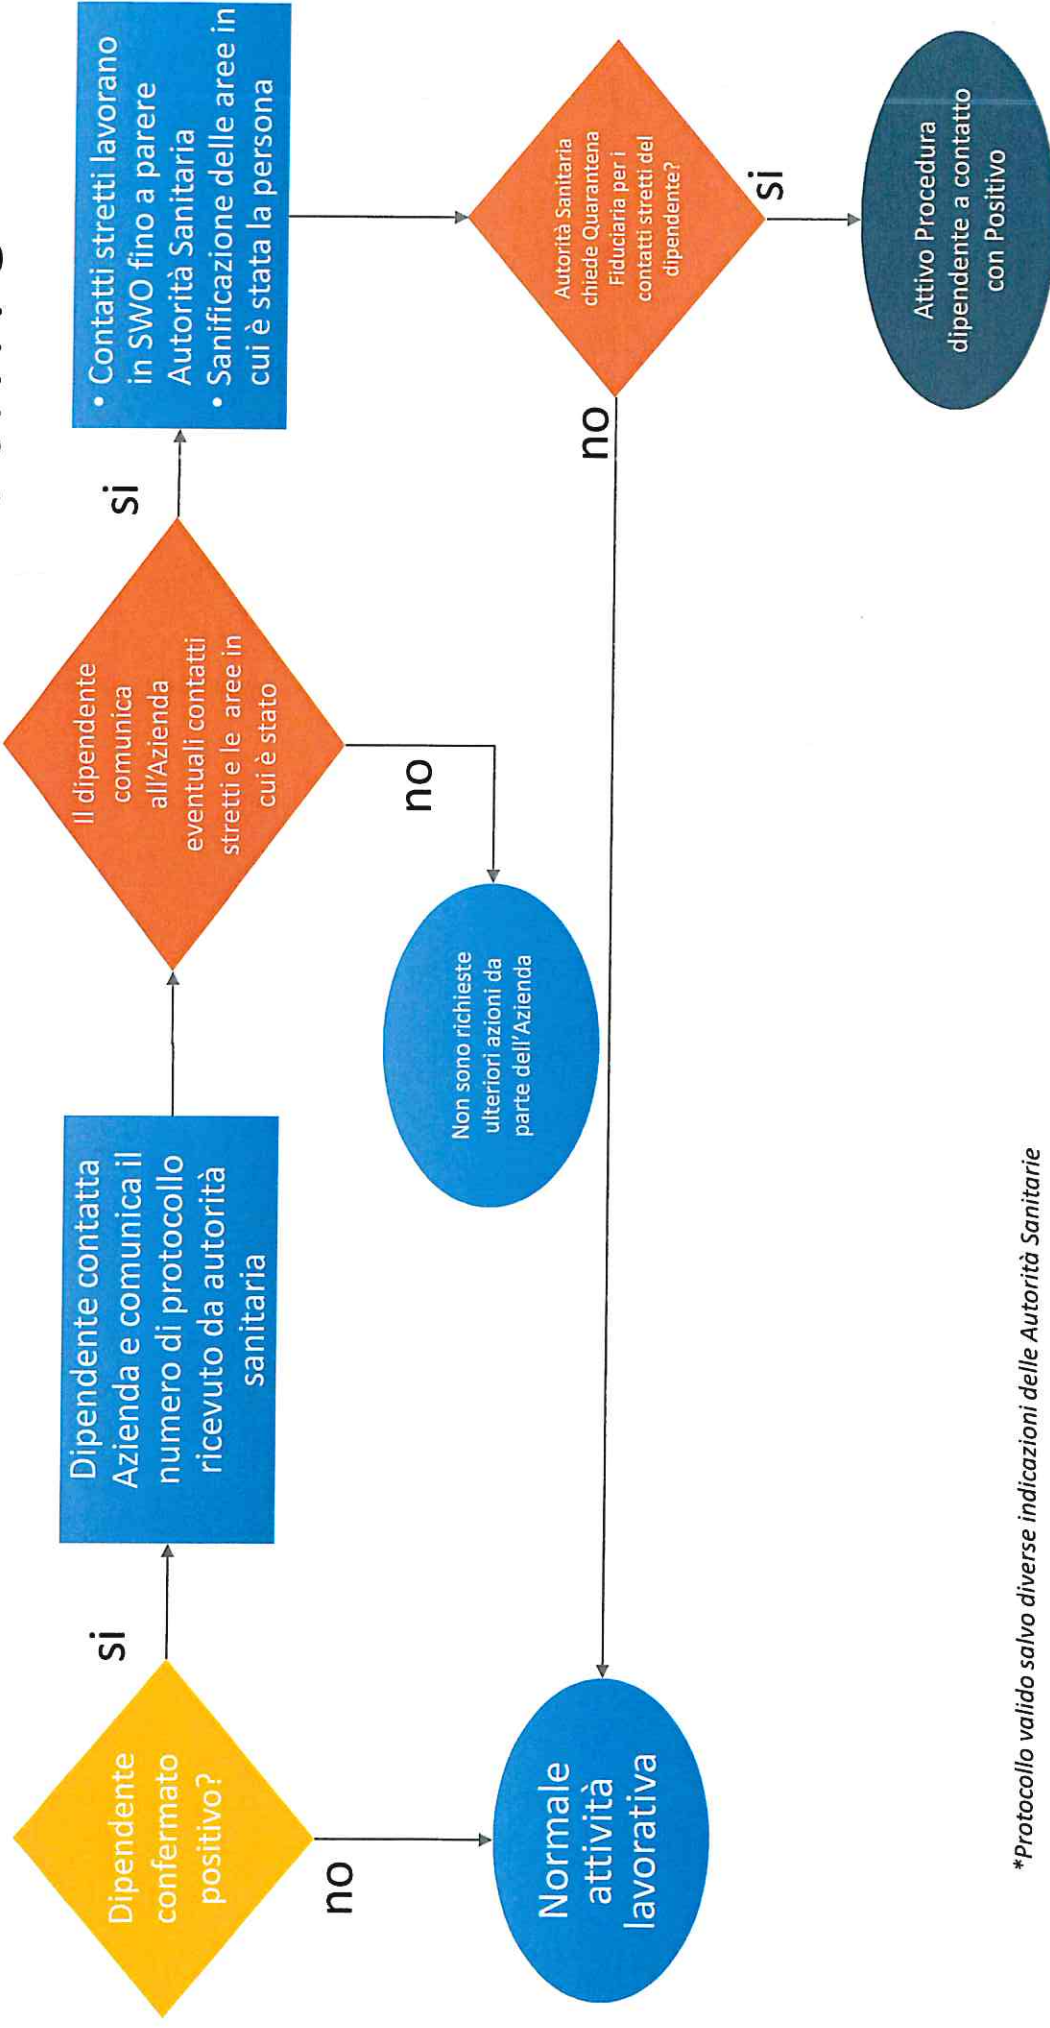 Dipendente
confermato
positivo?
si
no
Dipendente contatta
Azienda e comunica il
numero di protocollo
ricevuto da autorità
sanitaria
Il dipendente
comunica
all'Azienda
eventuali contatti
stretti e le aree in
cui è stato
si
no
• Contatti stretti lavorano
in SWO fino a parere
Autorità Sanitaria
• Sanificazione delle aree in
cui è stata la persona
Non sono richieste
ulteriori azioni da
parte dell'Azienda
Autorità Sanitaria
chiede Quarantena
Fiduciaria per i
contatti stretti del
dipendente?
no
si
Normale
attività
lavorativa
Attivo Procedura
dipendente a contatto
con Positivo
*Protocollo valido salvo diverse indicazioni delle Autorità Sanitarie